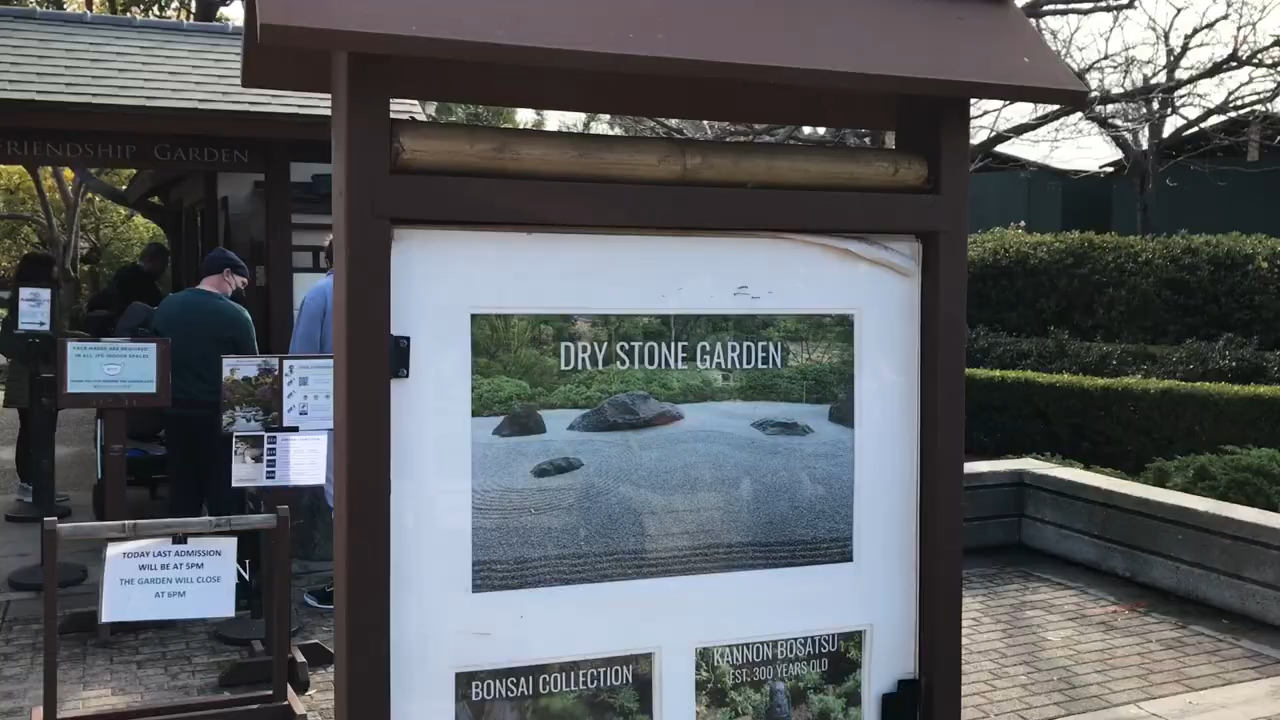 FRIENDSHIP GARDEN
FACE MASKS ARE REQUIRED
IN ALL JFG INDOOR SPACES
TODAY LAST ADMISSION
WILL BE AT 5PM
THE GARDEN WILL CLOSE
AT 6PM
N
DRY STONE GARDEN
BONSAI COLLECTION
KANNON BOSATSU
EST. 300 YEARS OLD